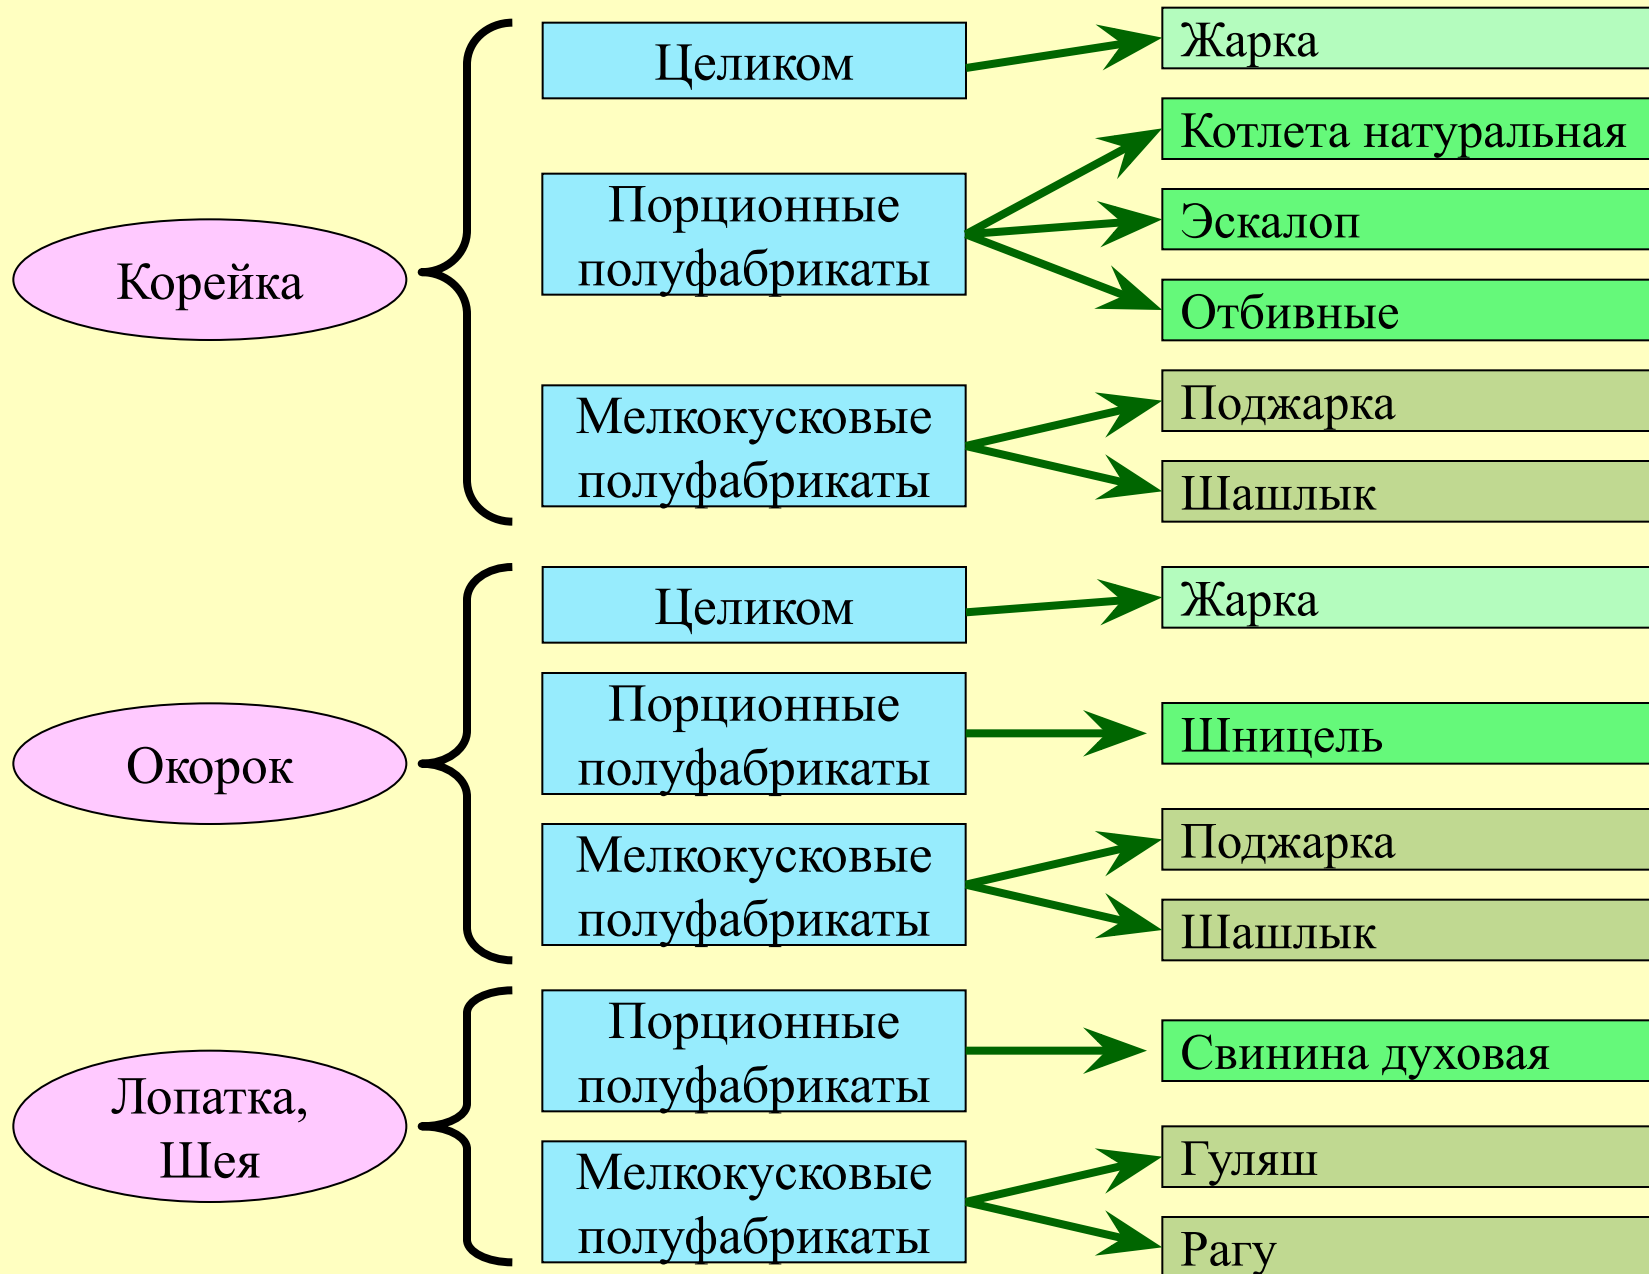 Корейка
Целиком
Жарка
Порционные
полуфабрикаты
Котлета натуральная
Эскалоп
Отбивные
Мелкокусковые
полуфабрикаты
Поджарка
Шашлык
Окорок
Целиком
Жарка
Порционные
полуфабрикаты
Шницель
Мелкокусковые
полуфабрикаты
Поджарка
Шашлык
Лопатка,
Шея
Порционные
полуфабрикаты
Свинина духовая
Мелкокусковые
полуфабрикаты
Гуляш
Рагу